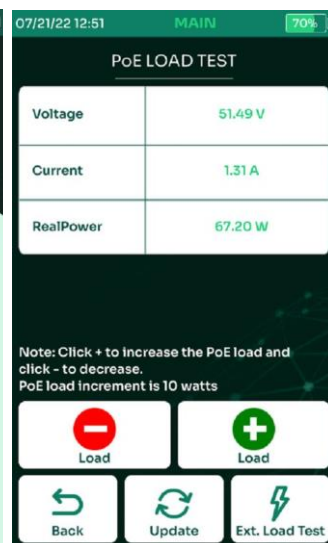 07/21/22 12:51 MAIN 70%
PoE LOAD TEST
Voltage 51.49 V
Current 1.31 A
RealPower 67.20 W
Note: Click + to increase the PoE load and
click - to decrease.
PoE load increment is 10 watts
Load Load
Back Update Ext. Load Test